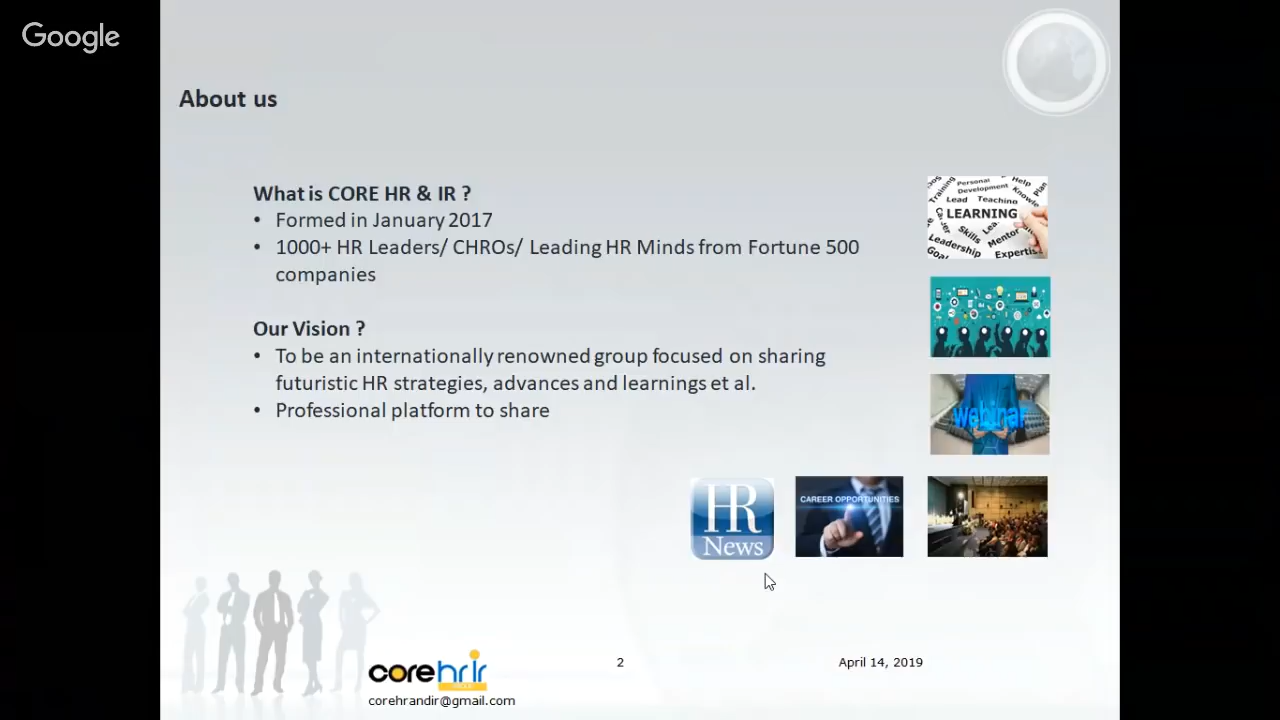 Google
About us
What is CORE HR & IR ?
• Formed in January 2017
• 1000+ HR Leaders/ CHROs/ Leading HR Minds from Fortune 500
companies
Our Vision ?
• To be an internationally renowned group focused on sharing
futuristic HR strategies, advances and learnings et al.
• Professional platform to share
Training
Personal
Development
Help
Plan
Lead
Teaching
LEARNING
Skills
Mentor
Leadership
Goal
webinar
HR
News
CAREER OPPORTUNITIES
corehrir
corehrandir@gmail.com
2
April 14, 2019